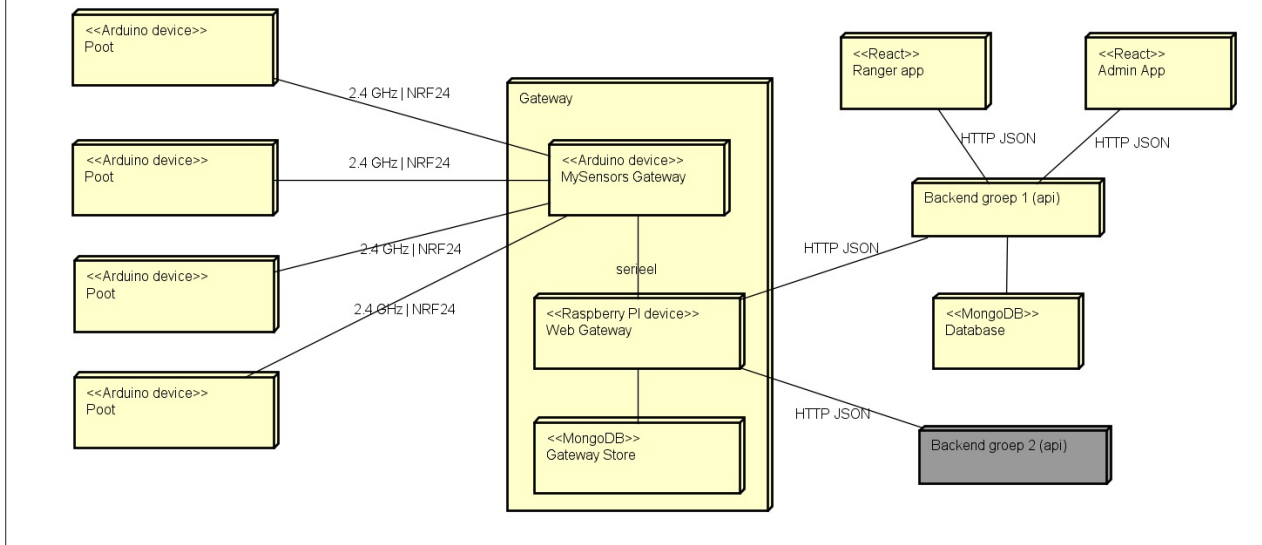 <<Arduino device>>
Poot
2.4 GHz | NRF24
<<Arduino device>>
Poot
2.4 GHz | NRF24
<<Arduino device>>
Poot
2.4 GHz | NRF24
<<Arduino device>>
Poot
2.4 GHz | NRF24
Gateway
<<Arduino device>>
MySensors Gateway
serieel
<<Raspberry PI device>>
Web Gateway
<<MongoDB>>
Gateway Store
<<React>>
Ranger app
<<React>>
Admin App
HTTP JSON
HTTP JSON
Backend groep 1 (api)
HTTP JSON
<<MongoDB>>
Database
HTTP JSON
Backend groep 2 (api)